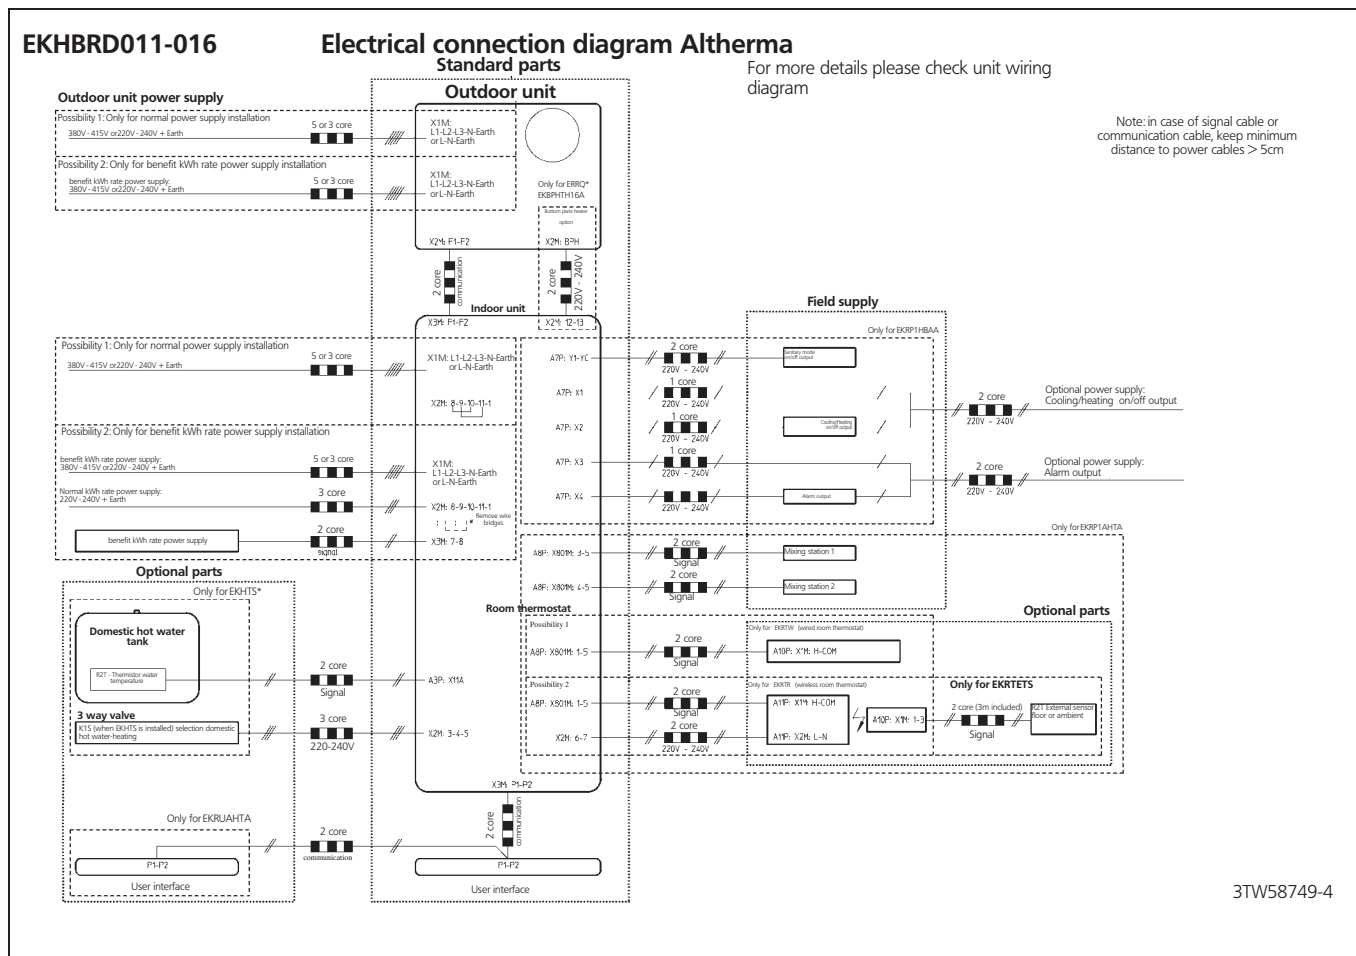 EKHBRD011-016
Electrical connection diagram Altherma
Standard parts
For more details please check unit wiring
diagram
Note: in case of signal cable or
communication cable, keep minimum
distance to power cables > 5cm
Outdoor unit power supply
Outdoor unit
Possibility 1: Only for normal power supply installation
380V - 415V or220V - 240V + Earth
5 or 3 core
X1M:
L1-L2-L3-N-Earth
or L-N-Earth
Possibility 2: Only for benefit kWh rate power supply installation
benefit kWh rate power supply:
380V - 415V or220V - 240V + Earth
5 or 3 core
X1M:
L1-L2-L3-N-Earth
or L-N-Earth
Only for ERRQ*
EKBPHTH16A
Bottom plate heater
option
X2M: F1-F2
X2M: BPH
2 core
communication
2 core
220V - 240V
Indoor unit
X3M: F1-F2
X2M: 12-13
Field supply
Only for EKRP1HBAA
Possibility 1: Only for normal power supply installation
380V - 415V or220V - 240V + Earth
5 or 3 core
X1M: L1-L2-L3-N-Earth
or L-N-Earth
X2M: 8-9-10-11-1
Possibility 2: Only for benefit kWh rate power supply installation
benefit kWh rate power supply:
380V - 415V or220V - 240V + Earth
5 or 3 core
X1M:
L1-L2-L3-N-Earth
or L-N-Earth
Normal kWh rate power supply:
220V - 240V + Earth
3 core
X2M: 8-9-10-11-1
Remove wire
bridges
benefit kWh rate power supply
2 core
signal
X3M: 7-8
A7P: Y1-YC
2 core
220V - 240V
Sanitary mode
on/off output
A7P: X1
1 core
220V - 240V
A7P: X2
1 core
220V - 240V
Cooling/Heating
on/off output
2 core
220V - 240V
Optional power supply:
Cooling/heating on/off output
A7P: X3
1 core
220V - 240V
A7P: X4
220V - 240V
Alarm output
2 core
220V - 240V
Optional power supply:
Alarm output
Only for EKRP1AHTA
A8P: X801M: 3-5
2 core
Signal
Mixing station 1
A8P: X801M: 4-5
2 core
Signal
Mixing station 2
Optional parts
Only for EKHTS*
Domestic hot water
tank
R2T - Thermistor water
temperature
2 core
Signal
A3P: X11A
3 way valve
K1S (when EKHTS is installed) selection domestic
hot water-heating
3 core
220-240V
X2M: 3-4-5
Room thermostat
Optional parts
Possibility 1
Only for EKRTW (wired room thermostat)
A8P: X801M: 1-5
2 core
Signal
A10P: X1M: H-COM
Possibility 2
Only for EKRTR (wireless room thermostat)
Only for EKRTETS
A8P: X801M: 1-5
2 core
Signal
A11P: X1M: H-COM
X2M: 6-7
2 core
220V - 240V
A11P: X2M: L-N
A10P: X1M: 1-3
2 core (3m included)
Signal
R2T External sensor
floor or ambient
X3M: P1-P2
2 core
communication
Only for EKRUAHTA
2 core
communication
P1-P2
User interface
P1-P2
User interface
3TW58749-4